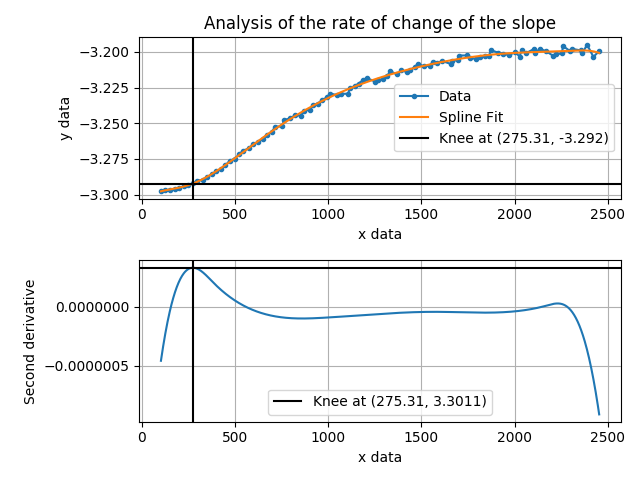 Analysis of the rate of change of the slope
−3.200
−3.225
−3.250
−3.275
−3.300
y data
Data
Spline Fit
Knee at (275.31, -3.292)
0
500
1000
1500
2000
2500
x data
0.0000000
−0.0000005
Second derivative
Knee at (275.31, 3.3011)
0
500
1000
1500
2000
2500
x data